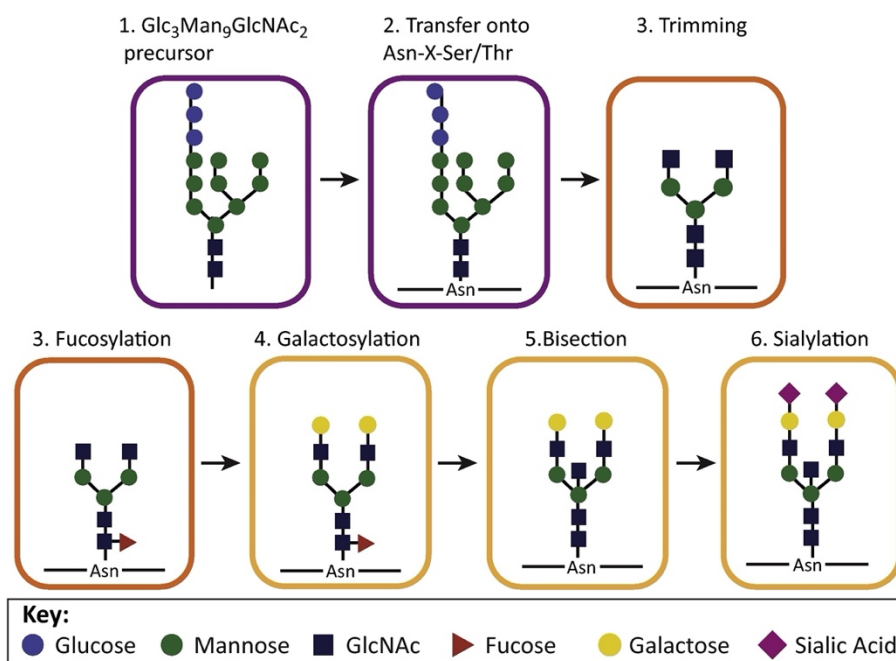 1. Glc3Man9GlcNAc2
precursor
2. Transfer onto
Asn-X-Ser/Thr
3. Trimming
Asn
Asn
3. Fucosylation
4. Galactosylation
5.Bisection
6. Sialylation
Asn
Asn
Asn
Asn
Key:
Glucose
Mannose
GlcNAc
Fucose
Galactose
Sialic Acid